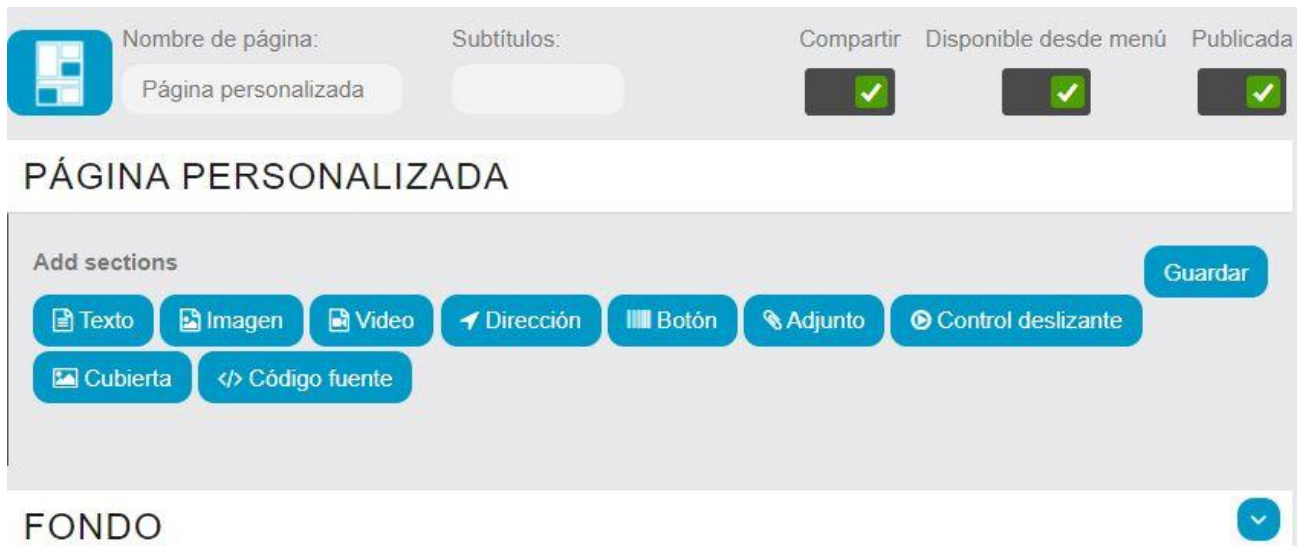 Nombre de página: Subtítulos: Compartir Disponible desde menú Publicada
Página personalizada
PÁGINA PERSONALIZADA
Add sections
Guardar
Texto Imagen Video Dirección Botón Adjunto Control deslizante
Cubierta </> Código fuente
FONDO